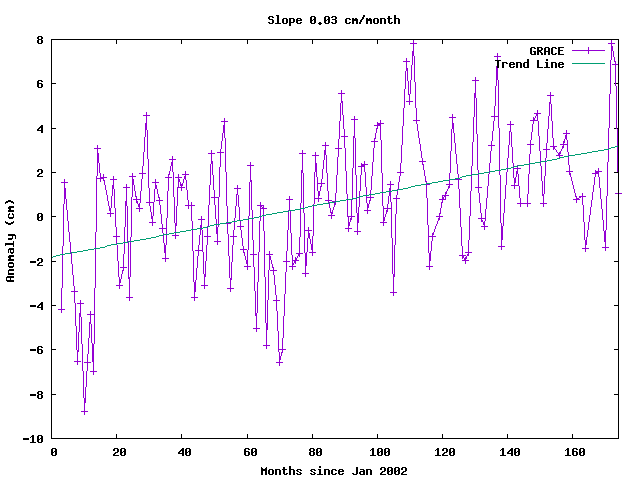 Slope 0.03 cm/month
GRACE
Trend Line
8
6
4
2
0
-2
-4
-6
-8
-10
Anomaly (cm)
0 20 40 60 80 100 120 140 160
Months since Jan 2002